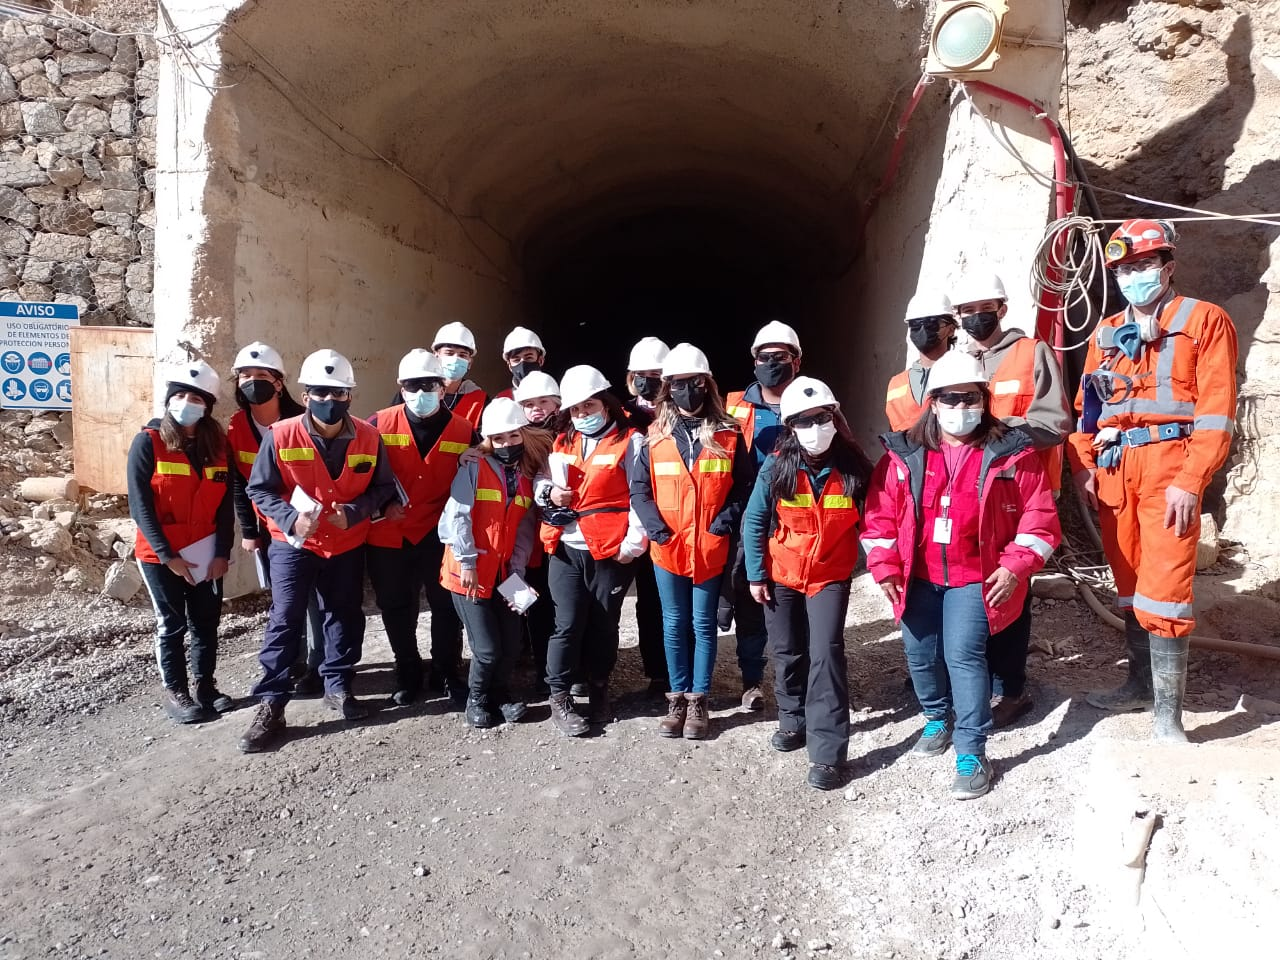 AVISO
USO OBLIGATORIO
DE ELEMENTOS DE
PROTECCION PERSON